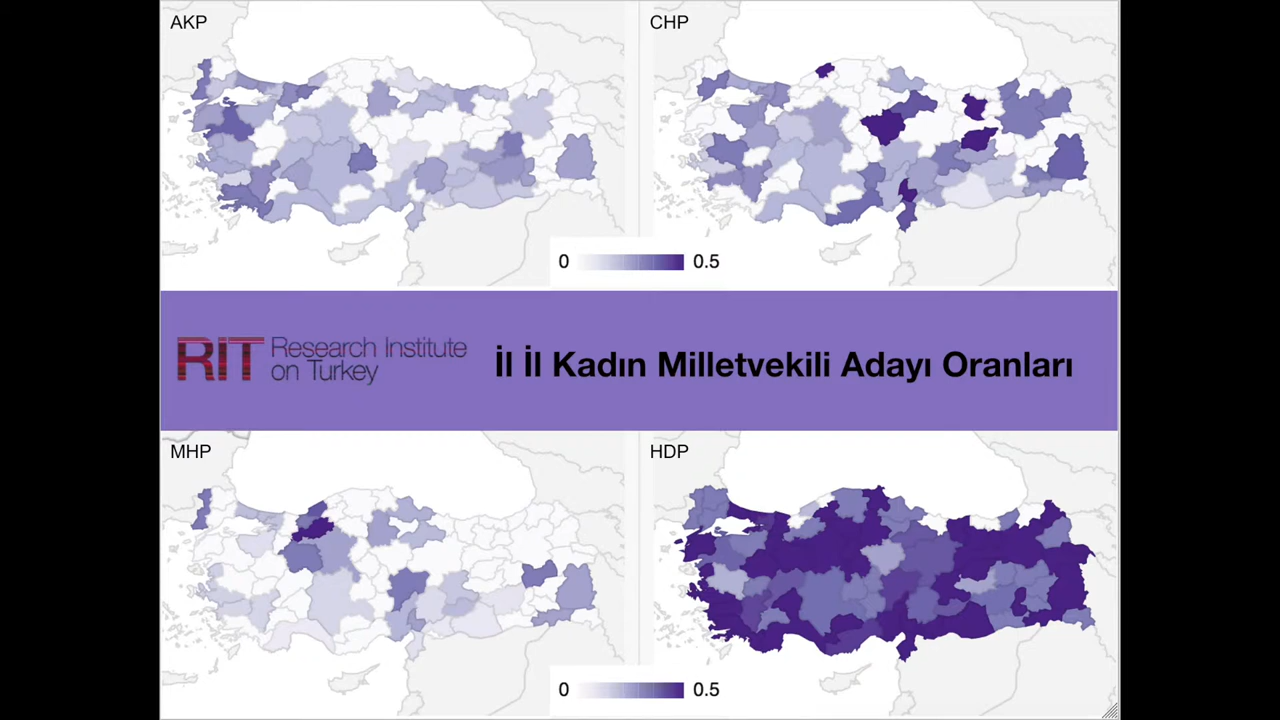 AKP
CHP
0 0.5
RIT Research Institute
on Turkey
İl İl Kadın Milletvekili Adayı Oranları
MHP
HDP
0 0.5